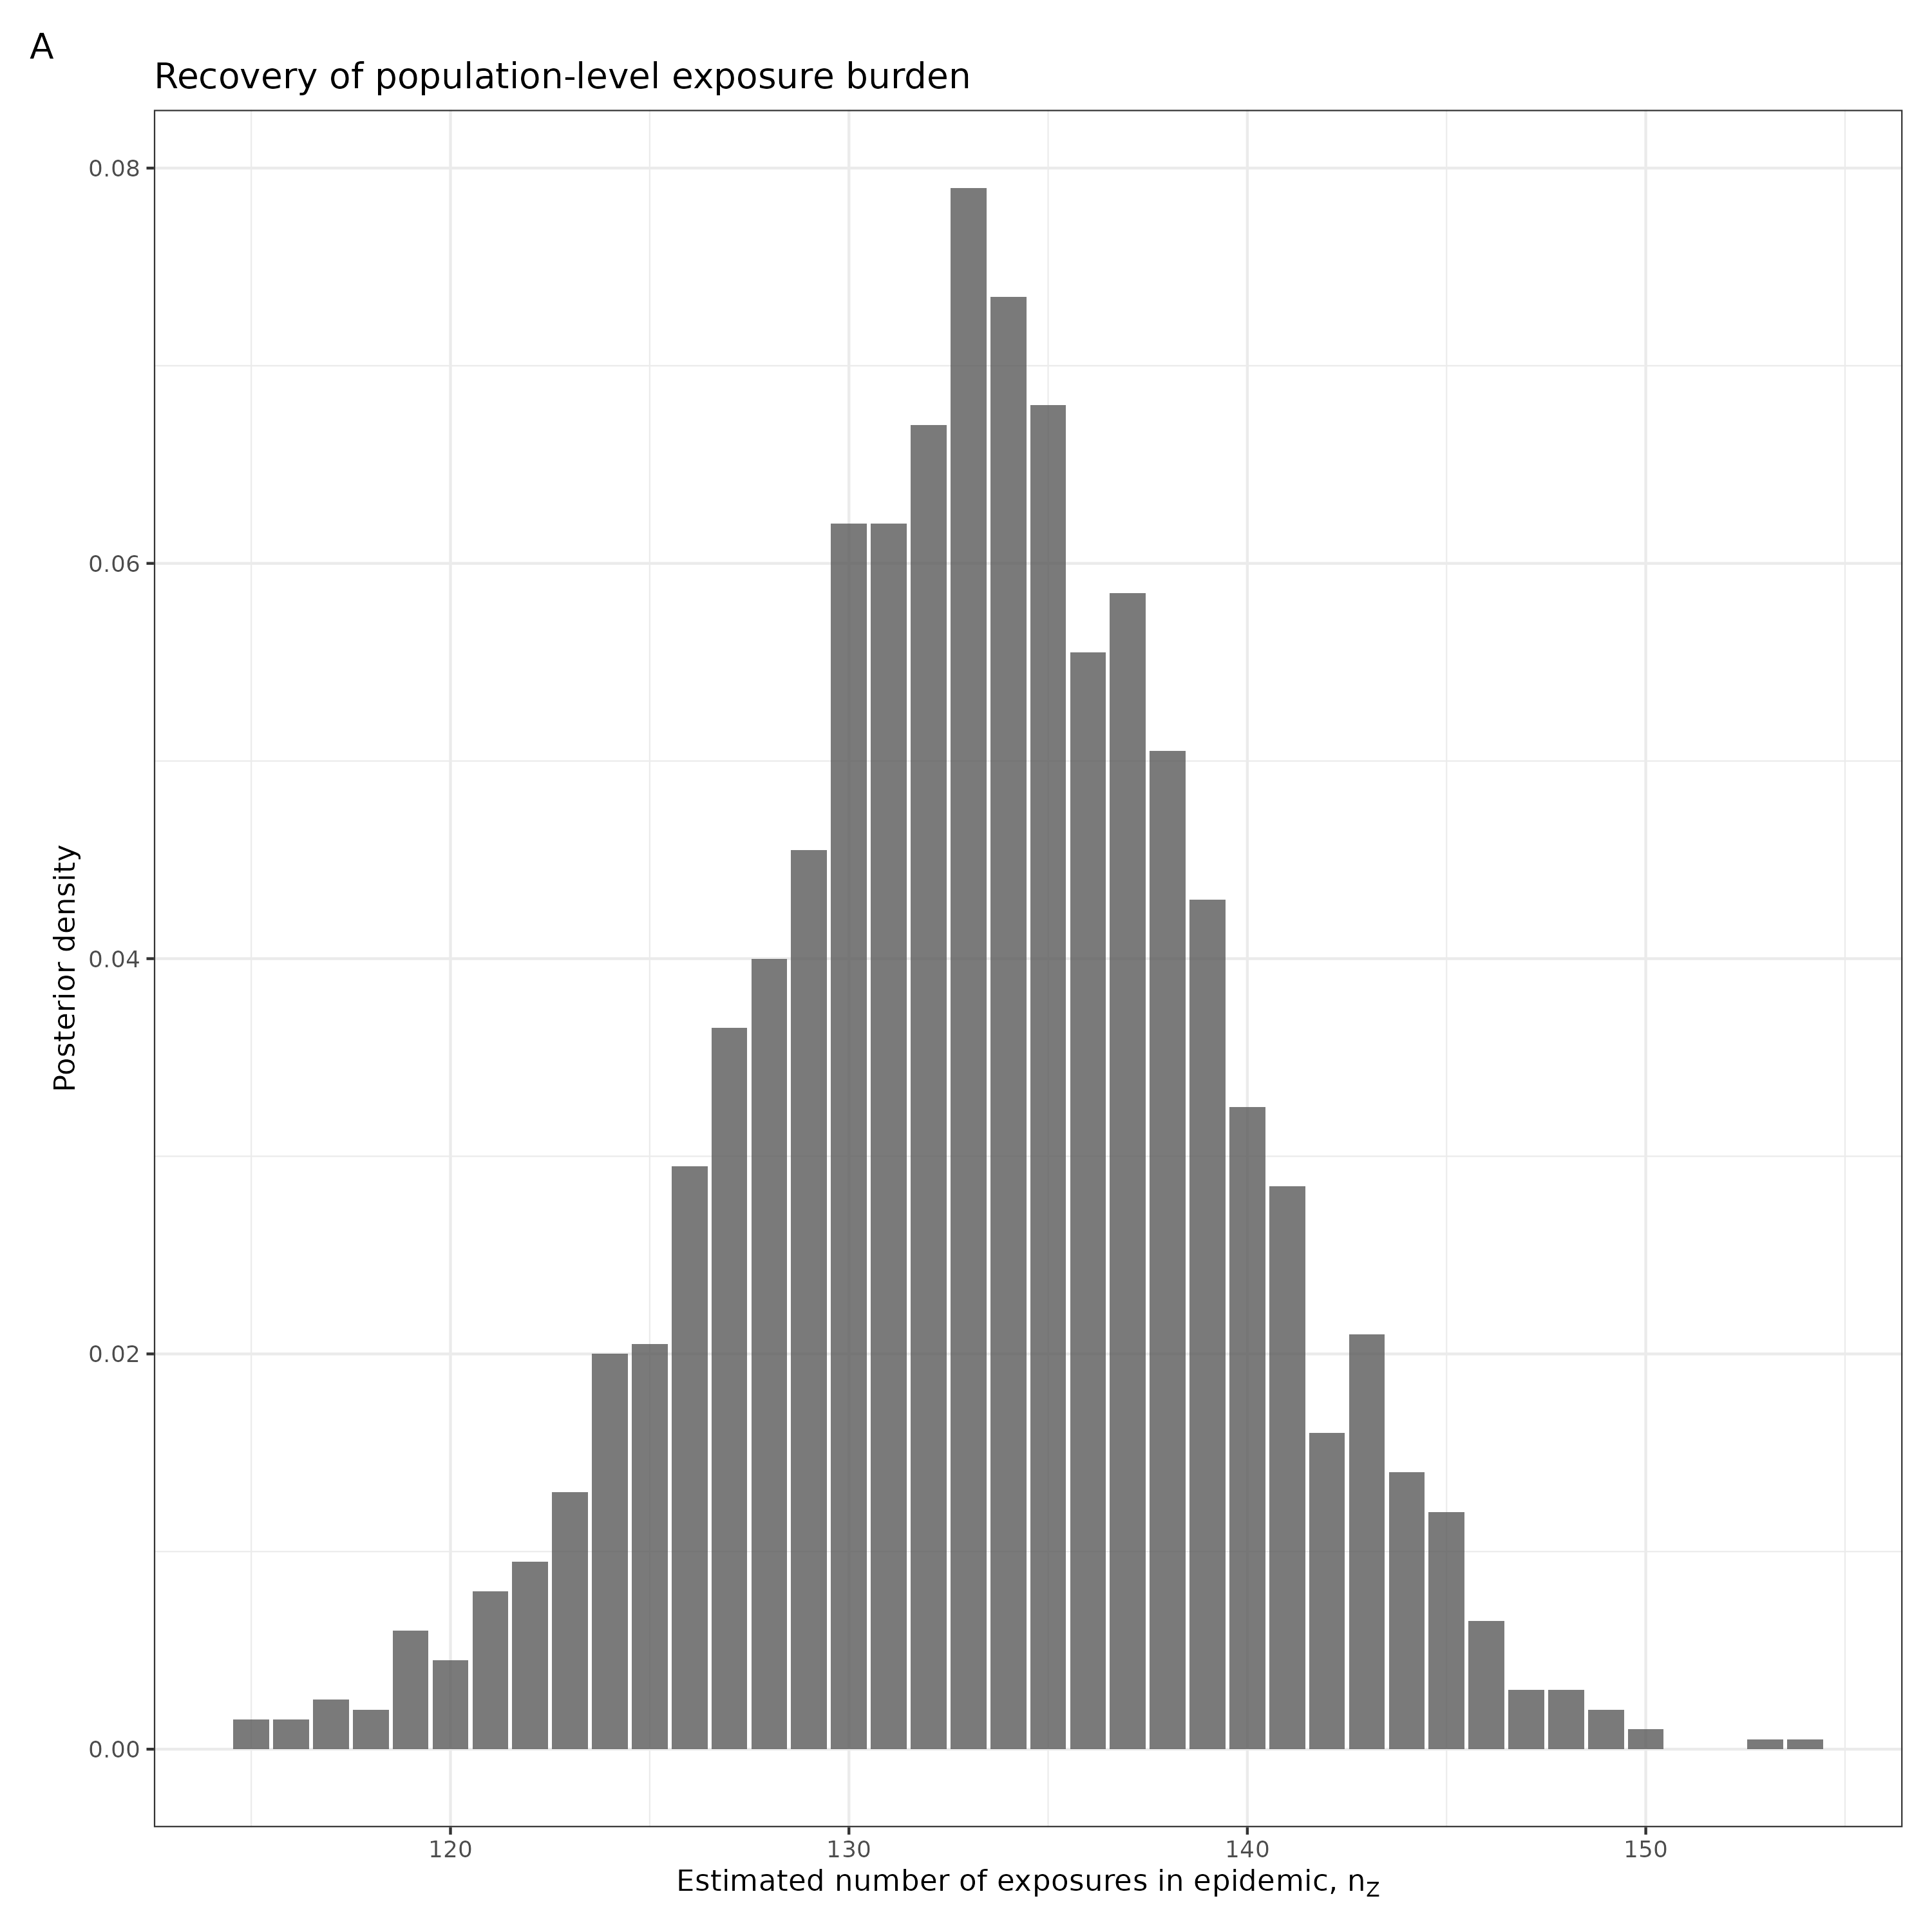 A
Recovery of population-level exposure burden
0.08
0.06
0.04
0.02
0.00
Posterior density
120 130 140 150
Estimated number of exposures in epidemic, nZ